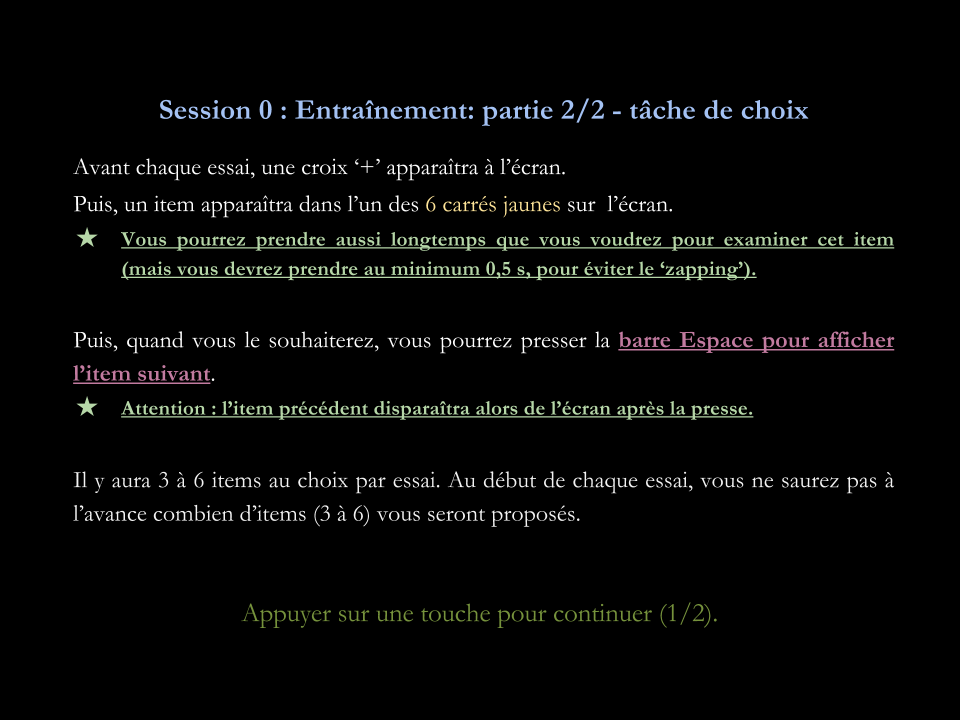 Session 0 : Entraînement: partie 2/2 - tâche de choix
Avant chaque essai, une croix ‘+’ apparaîtra à l’écran.
Puis, un item apparaîtra dans l’un des 6 carrés jaunes sur l’écran.
★ Vous pourrez prendre aussi longtemps que vous voudrez pour examiner cet item
(mais vous devrez prendre au minimum 0,5 s, pour éviter le ‘zapping’).
Puis, quand vous le souhaiterez, vous pourrez presser la barre Espace pour afficher
l’item suivant.
★ Attention : l’item précédent disparaîtra alors de l’écran après la presse.
Il y aura 3 à 6 items au choix par essai. Au début de chaque essai, vous ne saurez pas à
l’avance combien d’items (3 à 6) vous seront proposés.
Appuyer sur une touche pour continuer (1/2).